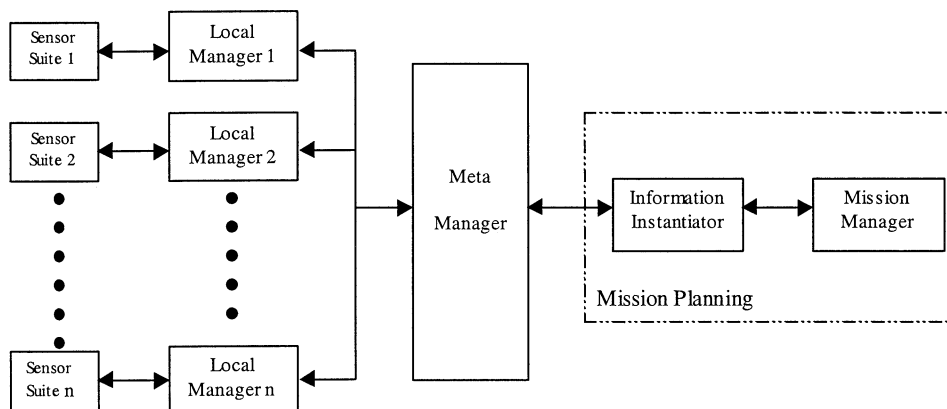 Sensor
Suite 1
Local
Manager 1
Sensor
Suite 2
Local
Manager 2
Sensor
Suite n
Local
Manager n
Meta
Manager
Information
Instantiator
Mission
Manager
Mission Planning